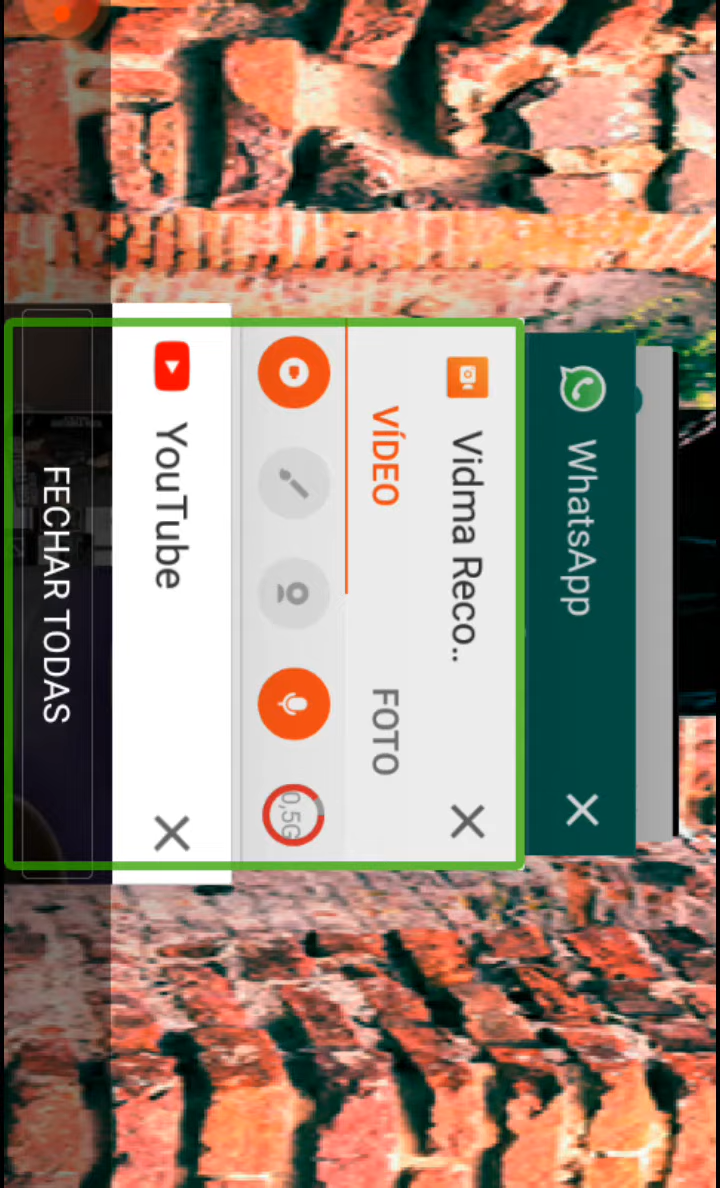 WhatsApp
Vidma Reco..
VÍDEO FOTO
0,5G
YouTube
FECHAR TODAS